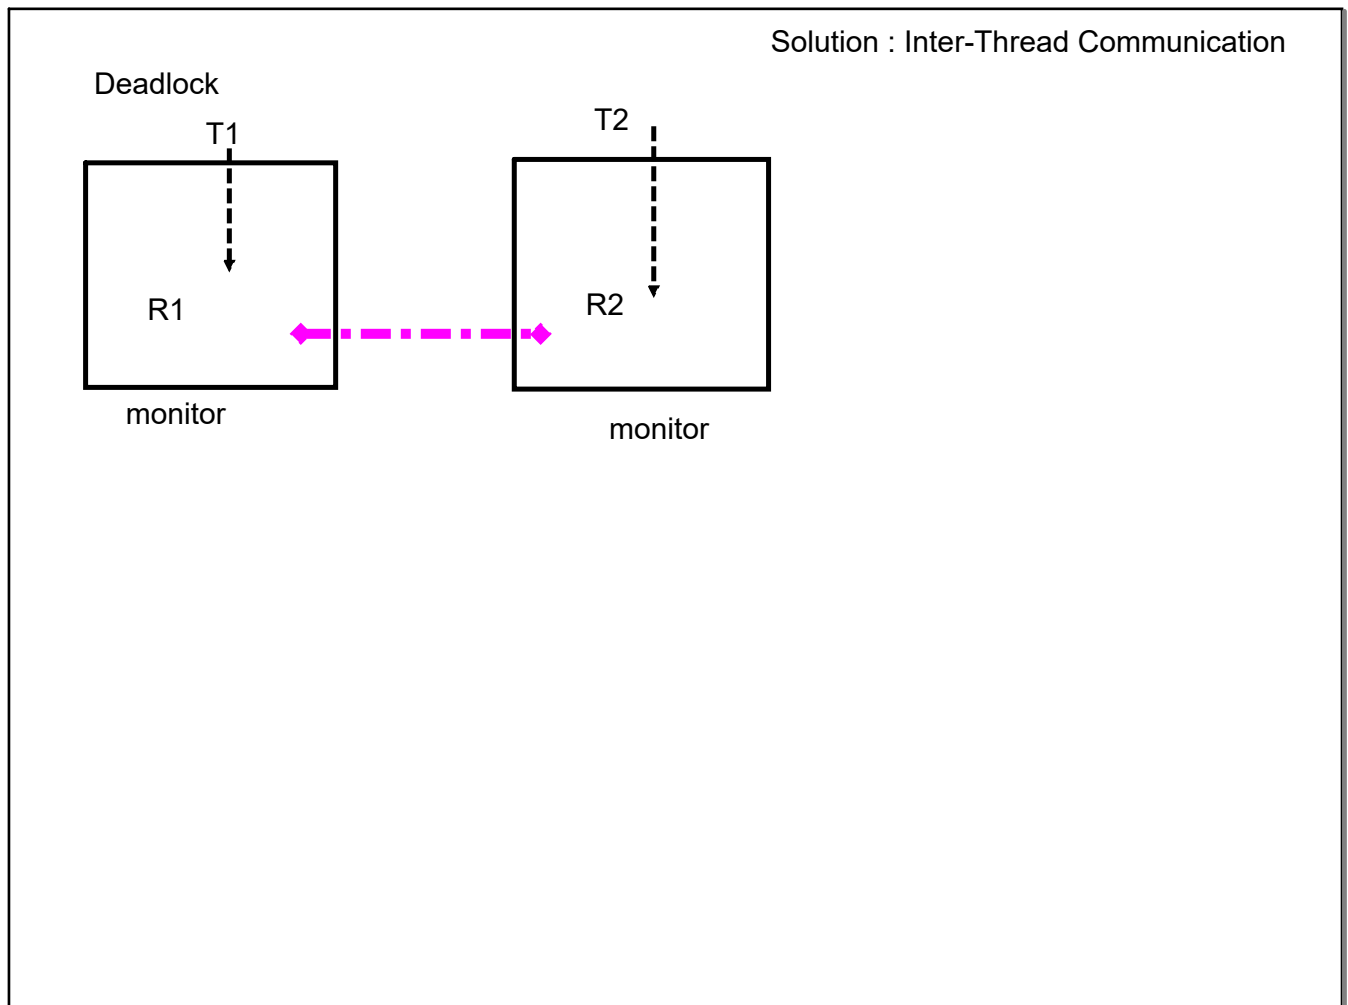 Solution : Inter-Thread Communication
Deadlock
T1
T2
R1
R2
monitor
monitor